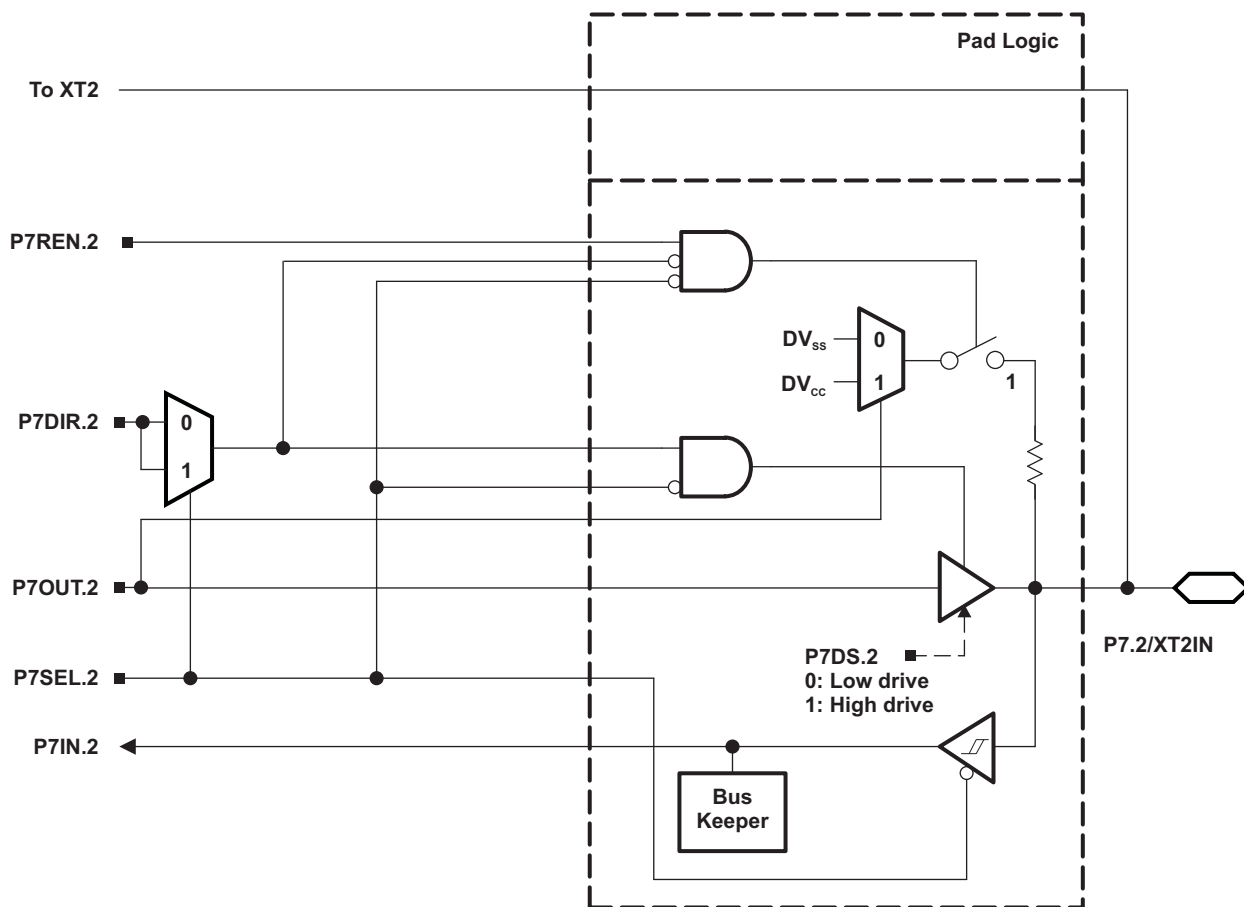 Pad Logic
To XT2
P7REN.2
DVSS
0
DVCC
1
1
P7DIR.2
0
1
P7OUT.2
P7.2/XT2IN
P7SEL.2
P7DS.2
0: Low drive
1: High drive
P7IN.2
Bus
Keeper